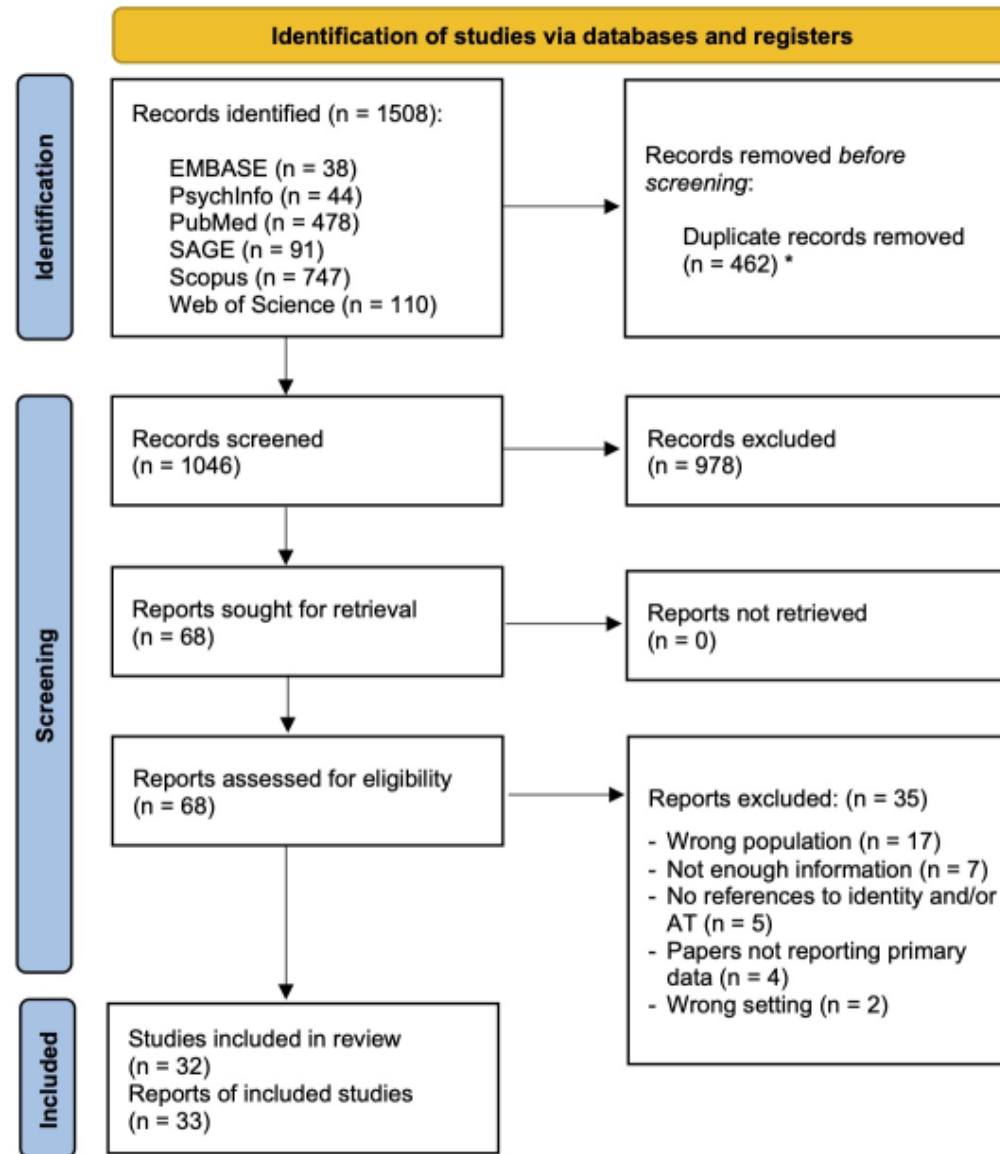 Identification of studies via databases and registers
Identification
Records identified (n = 1508):
EMBASE (n = 38)
PsychInfo (n = 44)
PubMed (n = 478)
SAGE (n = 91)
Scopus (n = 747)
Web of Science (n = 110)
Records removed before
screening:
Duplicate records removed
(n = 462) *
Screening
Records screened
(n = 1046)
Records excluded
(n = 978)
Reports sought for retrieval
(n = 68)
Reports not retrieved
(n = 0)
Reports assessed for eligibility
(n = 68)
Reports excluded: (n = 35)
- Wrong population (n = 17)
- Not enough information (n = 7)
- No references to identity and/or
AT (n = 5)
- Papers not reporting primary
data (n = 4)
- Wrong setting (n = 2)
Included
Studies included in review
(n = 32)
Reports of included studies
(n = 33)